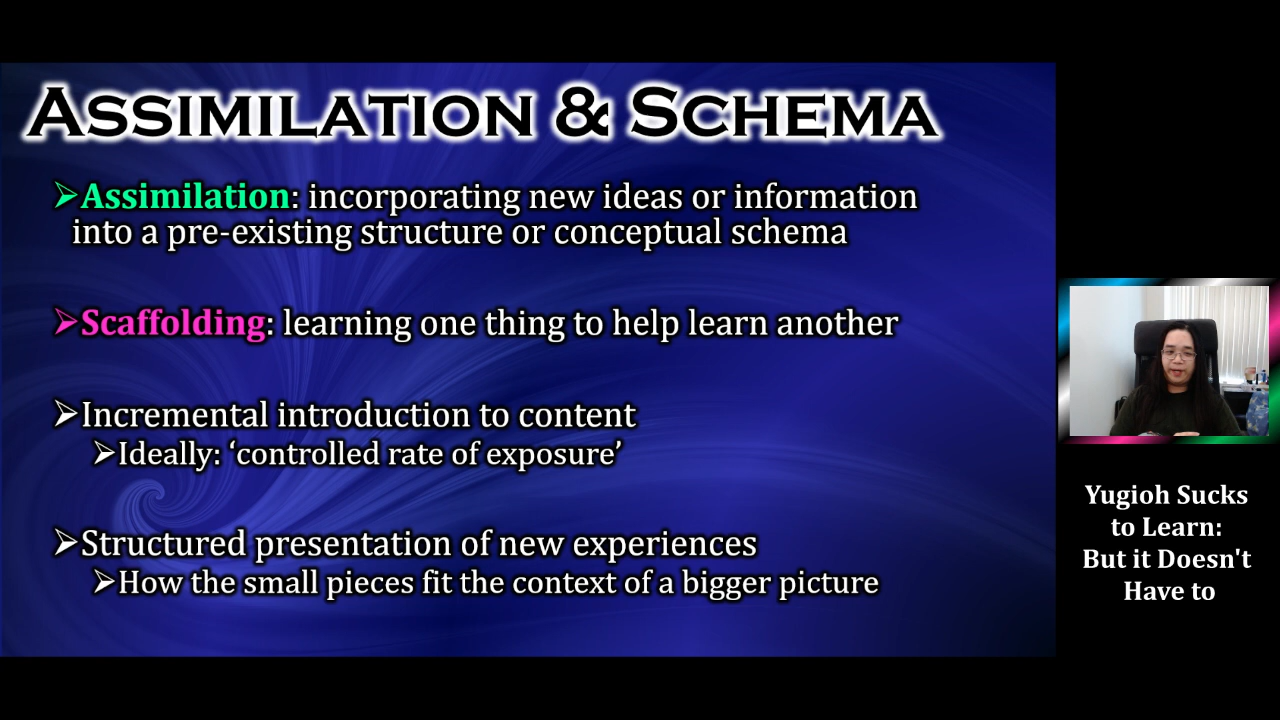 ASSIMILATION & SCHEMA
➢Assimilation: incorporating new ideas or information
into a pre-existing structure or conceptual schema
➢Scaffolding: learning one thing to help learn another
➢Incremental introduction to content
➢Ideally: ‘controlled rate of exposure’
➢Structured presentation of new experiences
➢How the small pieces fit the context of a bigger picture
Yugioh Sucks
to Learn:
But it Doesn't
Have to